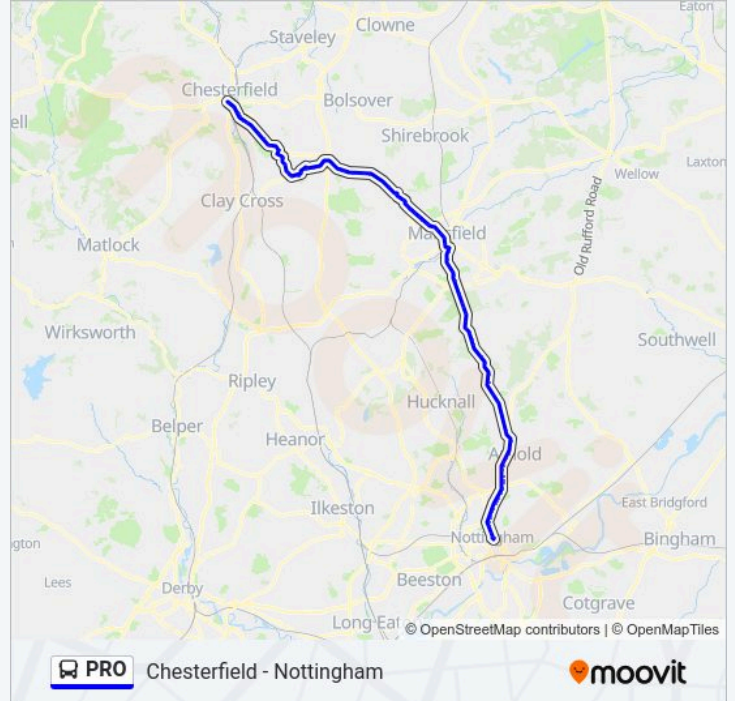 Eaton
Clowne
Staveley
Chesterfield
Bolsover
ell
Shirebrook
Laxton
Wellow
Clay Cross
Old Rufford Road
Mansfield
Matlock
Wirksworth
Southwell
Ripley
Hucknall
Belper
Heanor
Arnold
East Bridgford
Ilkeston
Nottingham
Bingham
gton
Beeston
Lees
Derby
Cotgrave
Long Eat
© OpenStreetMap contributors | © OpenMapTiles
PRO Chesterfield - Nottingham
moovit